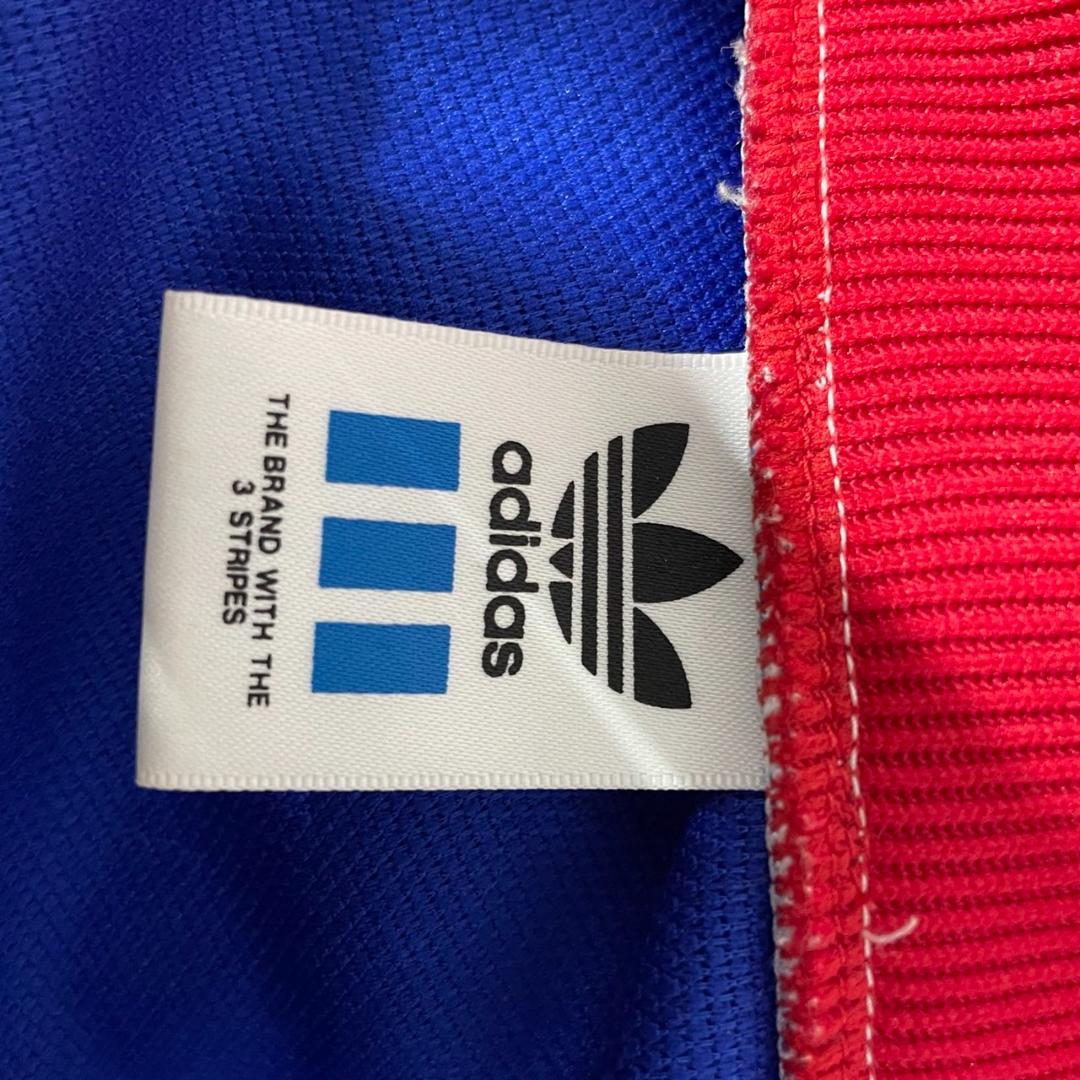 adidas
THE BRAND WITH THE
3 STRIPES